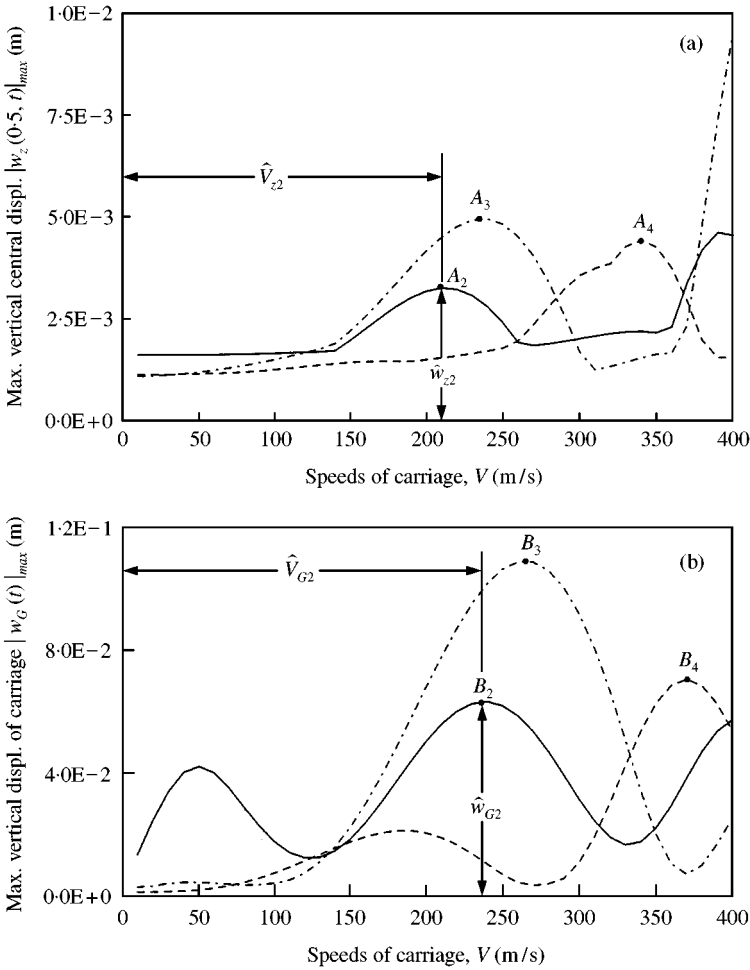 Max. vertical central displ. |w_z (0·5, t)|_max (m)
1·0E−2
7·5E−3
5·0E−3
2·5E−3
0·0E+0
(a)
V̂_z2
A_3
A_4
A_2
ŵ_z2
0 50 100 150 200 250 300 350 400
Speeds of carriage, V (m/s)
Max. vertical displ. of carriage | w_G (t) |_max (m)
1·2E−1
8·0E−2
4·0E−2
0·0E+0
(b)
V̂_G2
B_3
B_4
B_2
ŵ_G2
0 50 100 150 200 250 300 350 400
Speeds of carriage, V (m/s)